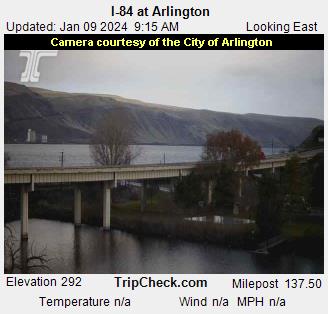 I-84 at Arlington
Updated: Jan 09 2024 9:15 AM Looking East
Camera courtesy of the City of Arlington
Elevation 292 TripCheck.com Milepost 137.50
Temperature n/a Wind n/a MPH n/a